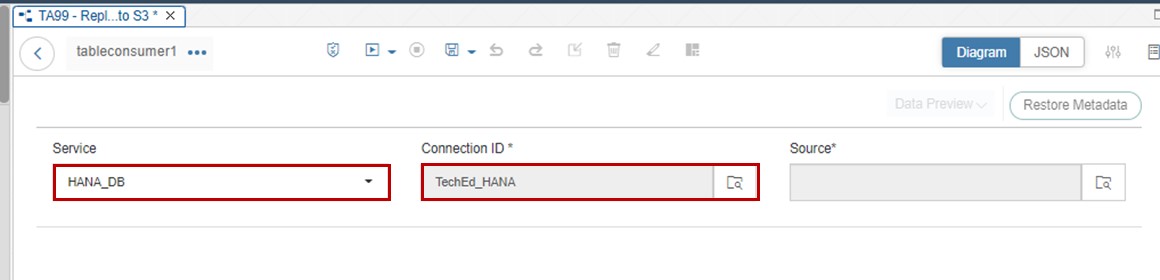 TA99 - Repl...to S3 * ×
tableconsumer1 •••
Diagram JSON
Data Preview Restore Metadata
Service Connection ID * Source*
HANA_DB TechEd_HANA